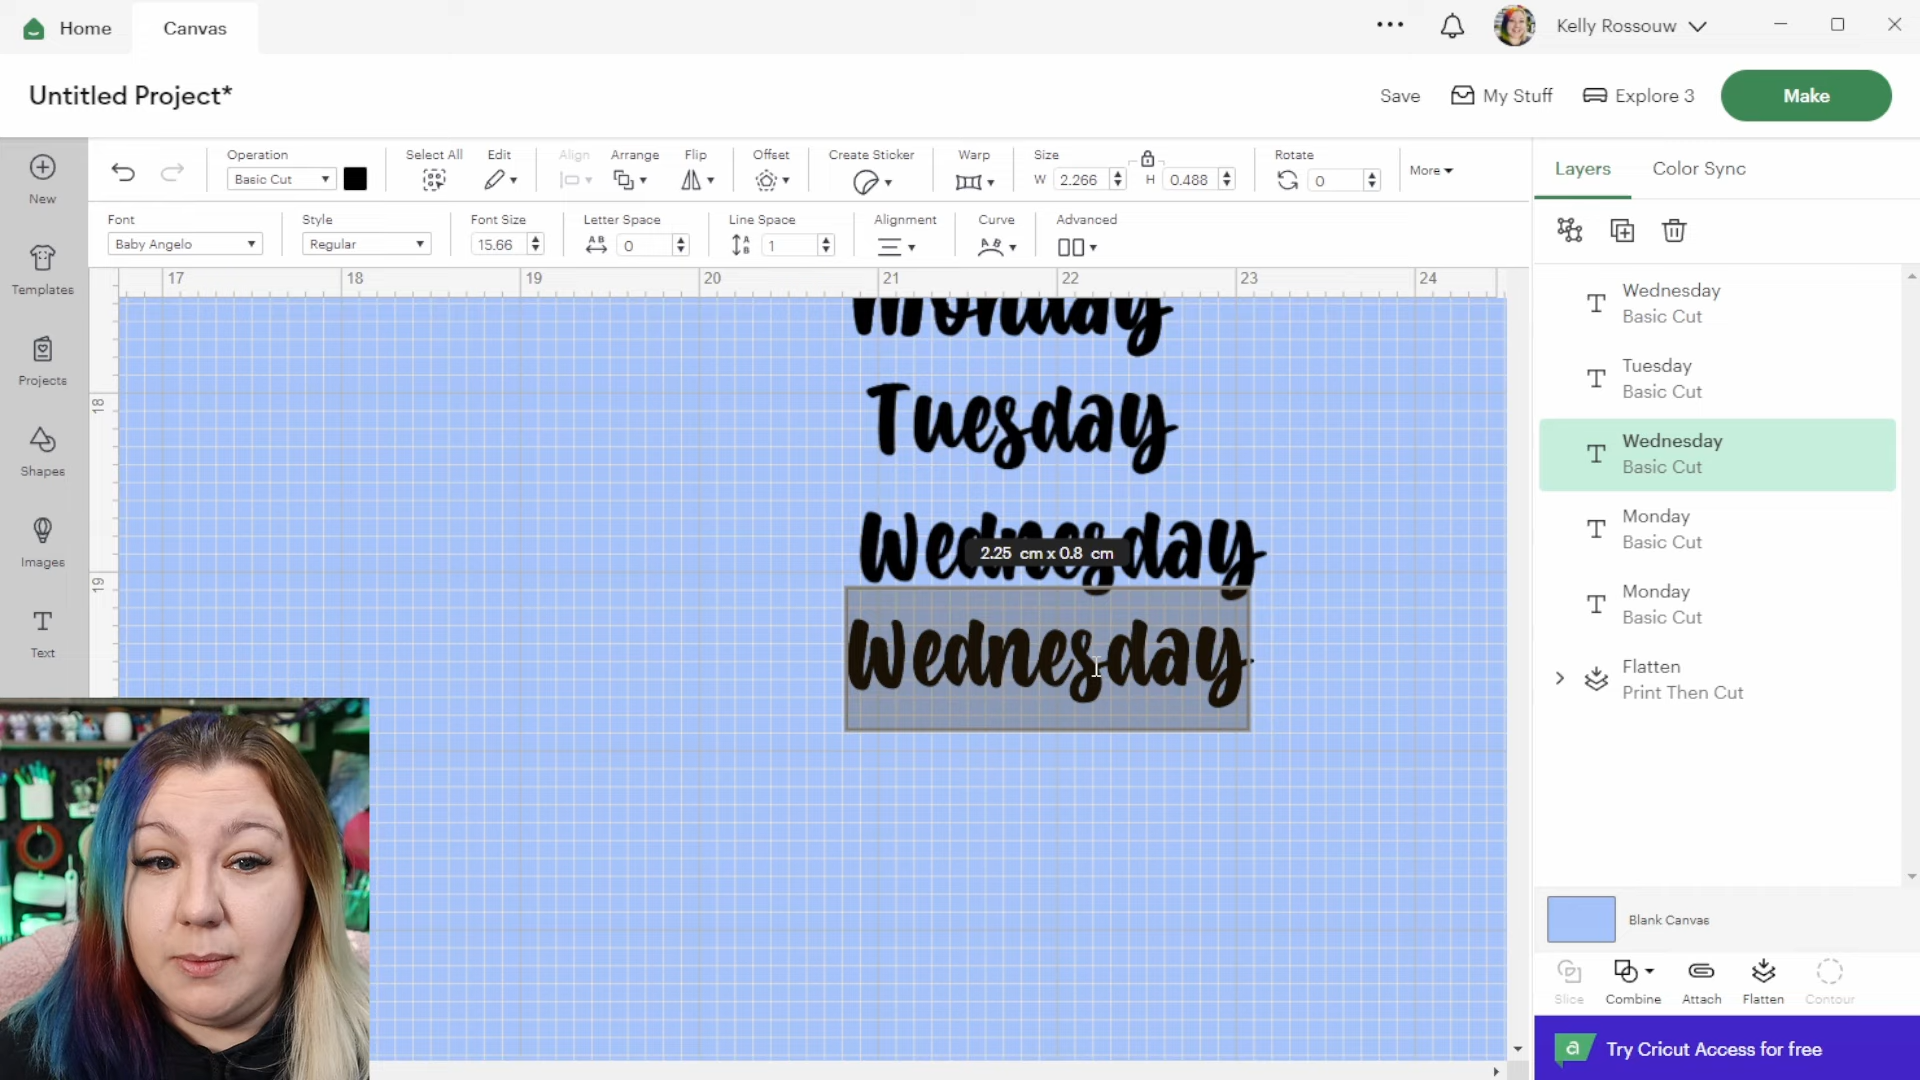 Home
Canvas
Kelly Rossouw
Untitled Project*
Save
My Stuff
Explore 3
Make
Operation
Basic Cut
Select All
Edit
Align
Arrange
Flip
Offset
Create Sticker
Warp
Size
W 2.266
H 0.488
Rotate
0
More
Font
Baby Angelo
Style
Regular
Font Size
15.66
Letter Space
0
Line Space
1
Alignment
Curve
Advanced
New
Templates
Projects
Shapes
Images
Text
17 18 19 20 21 22 23 24
18
19
Monday
Tuesday
Wednesday
2.25 cm x 0.8 cm
Wednesday
Layers
Color Sync
Wednesday
Basic Cut
Tuesday
Basic Cut
Wednesday
Basic Cut
Monday
Basic Cut
Monday
Basic Cut
Flatten
Print Then Cut
Blank Canvas
Slice
Combine
Attach
Flatten
Contour
a
Try Cricut Access for free